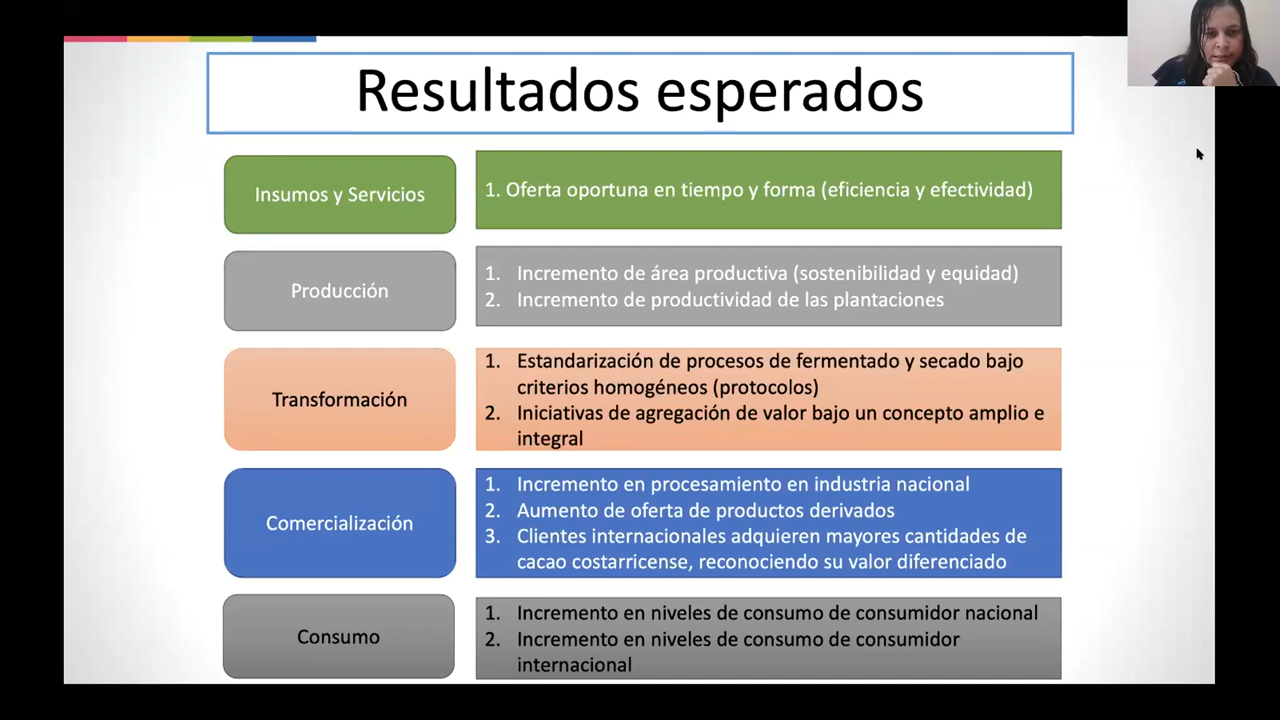 Resultados esperados
Insumos y Servicios
1. Oferta oportuna en tiempo y forma (eficiencia y efectividad)
Producción
1. Incremento de área productiva (sostenibilidad y equidad)
2. Incremento de productividad de las plantaciones
Transformación
1. Estandarización de procesos de fermentado y secado bajo
criterios homogéneos (protocolos)
2. Iniciativas de agregación de valor bajo un concepto amplio e
integral
Comercialización
1. Incremento en procesamiento en industria nacional
2. Aumento de oferta de productos derivados
3. Clientes internacionales adquieren mayores cantidades de
cacao costarricense, reconociendo su valor diferenciado
Consumo
1. Incremento en niveles de consumo de consumidor nacional
2. Incremento en niveles de consumo de consumidor
internacional